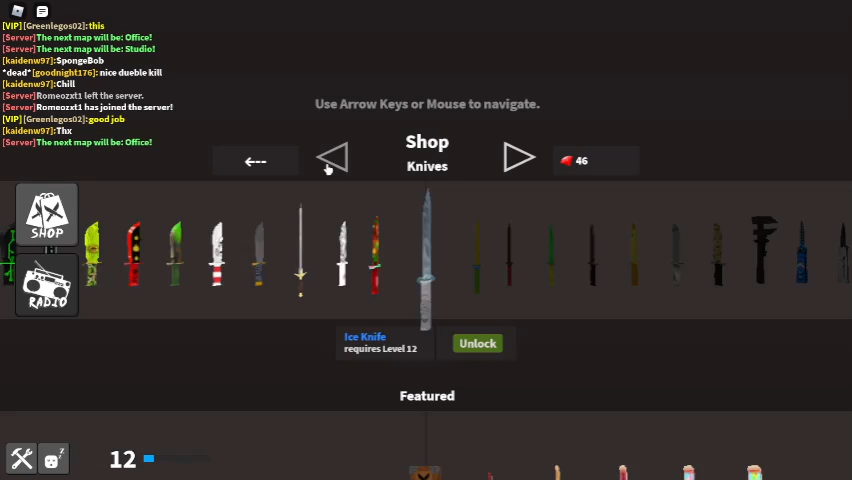 [VIP] [Greenlegos02]: this
[Server]The next map will be: Office!
[Server]The next map will be: Studio!
[kaidenw97]:SpongeBob
*dead*[goodnight176]: nice dueble kill
[kaidenw97]:Chill
[Server]Romeozxt1 left the server.
[Server]Romeozxt1 has joined the server!
[VIP] [Greenlegos02]:good job
[kaidenw97]:Thx
[Server]The next map will be: Office!
Use Arrow Keys or Mouse to navigate.
<---
Shop
Knives
46
SHOP
RADIO
Ice Knife
requires Level 12
Unlock
Featured
12